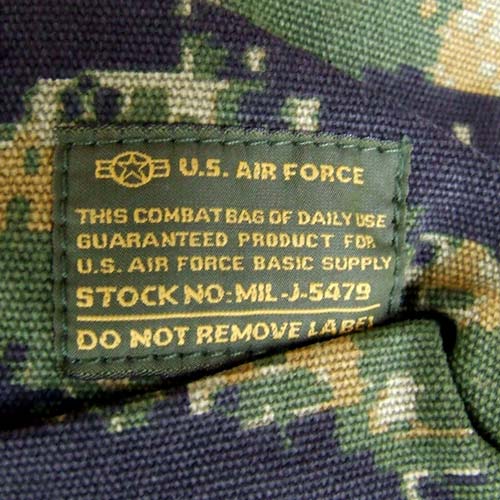 U.S. AIR FORCE
THIS COMBAT BAG OF DAILY USE
GUARANTEED PRODUCT FOR
U.S. AIR FORCE BASIC SUPPLY
STOCK NO: MIL-J-5479
DO NOT REMOVE LABEL